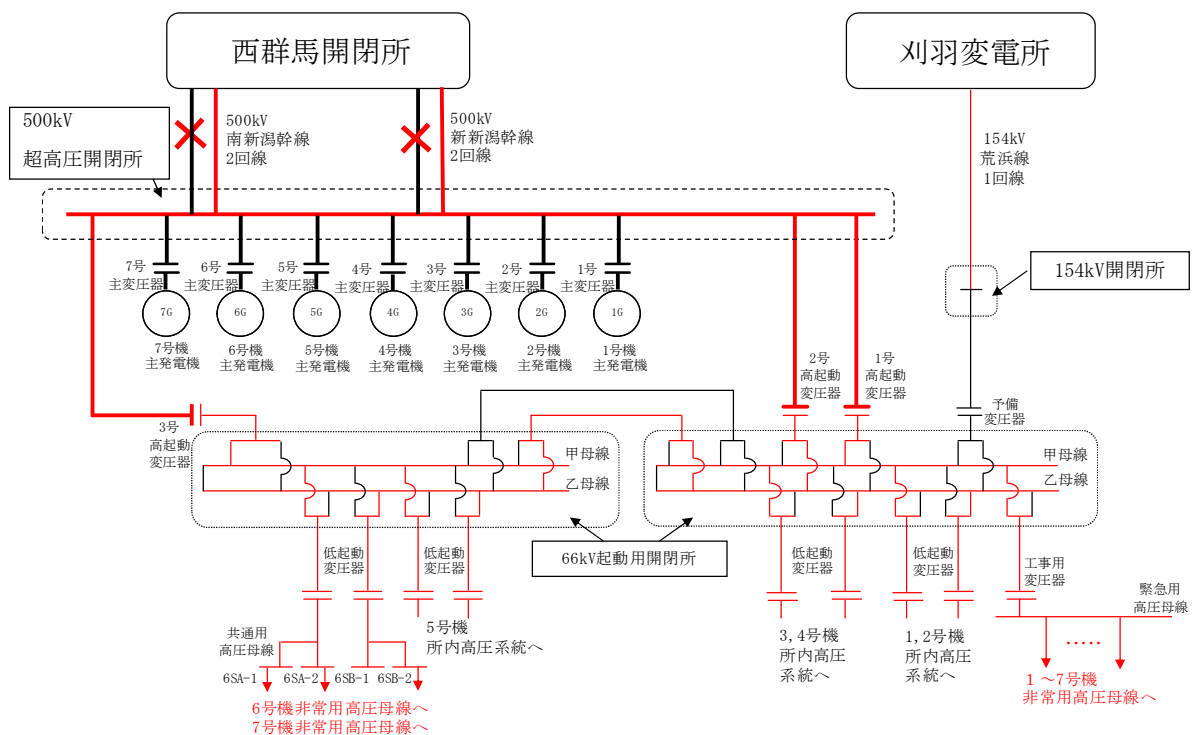 西群馬開閉所
刈羽変電所
500kV
超高圧開閉所
500kV
南新潟幹線
2回線
500kV
新新潟幹線
2回線
154kV
荒浜線
1回線
154kV開閉所
7号
主変圧器
6号
主変圧器
5号
主変圧器
4号
主変圧器
3号
主変圧器
2号
主変圧器
1号
主変圧器
7G
6G
5G
4G
3G
2G
1G
7号機
主発電機
6号機
主発電機
5号機
主発電機
4号機
主発電機
3号機
主発電機
2号機
主発電機
1号機
主発電機
2号
高起動
変圧器
1号
高起動
変圧器
予備
変圧器
3号
高起動
変圧器
甲母線
乙母線
甲母線
乙母線
66kV起動用開閉所
低起動
変圧器
低起動
変圧器
低起動
変圧器
低起動
変圧器
工事用
変圧器
緊急用
高圧母線
共通用
高圧母線
5号機
所内高圧系統へ
3,4号機
所内高圧
系統へ
1,2号機
所内高圧
系統へ
.....
6SA-1
6SA-2
6SB-1
6SB-2
1～7号機
非常用高圧母線へ
6号機非常用高圧母線へ
7号機非常用高圧母線へ